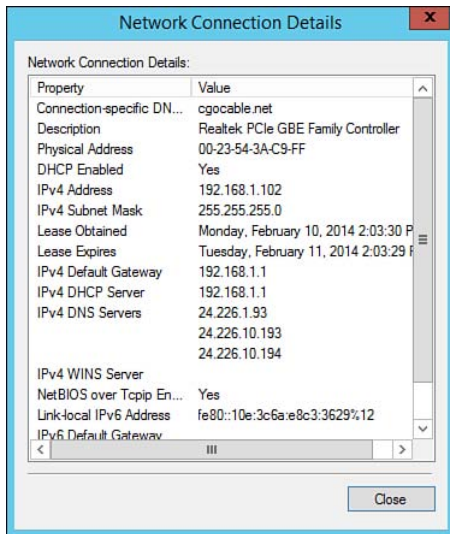 Network Connection Details
x
Network Connection Details:
Property Value
Connection-specific DN... cgocable.net
Description Realtek PCIe GBE Family Controller
Physical Address 00-23-54-3A-C9-FF
DHCP Enabled Yes
IPv4 Address 192.168.1.102
IPv4 Subnet Mask 255.255.255.0
Lease Obtained Monday, February 10, 2014 2:03:30 P
Lease Expires Tuesday, February 11, 2014 2:03:29 P
IPv4 Default Gateway 192.168.1.1
IPv4 DHCP Server 192.168.1.1
IPv4 DNS Servers 24.226.1.93
24.226.10.193
24.226.10.194
IPv4 WINS Server
NetBIOS over Tcpip En... Yes
Link-local IPv6 Address fe80::10e:3c6a:e8c3:3629%12
IPv6 Default Gateway
Close